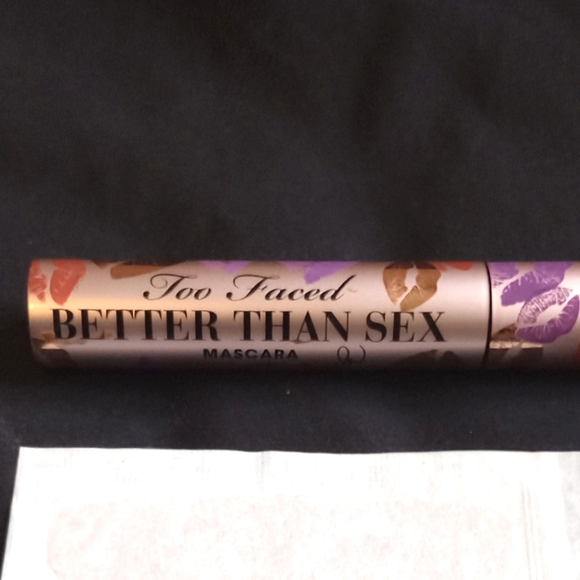 Too Faced
BETTER THAN SEX
MASCARA